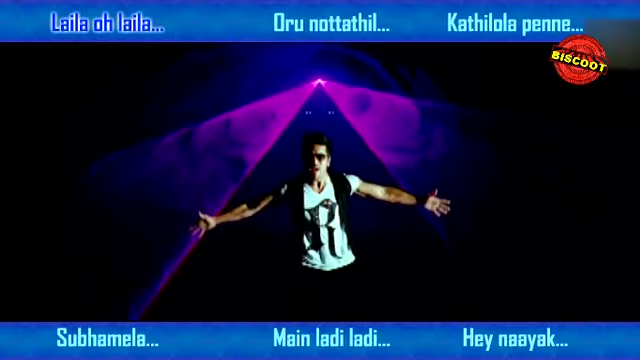 Laila oh laila...
Oru nottathil...
Kathilola penne...
BISCOOT
R
Subhamela...
Main ladi ladi...
Hey naayak...